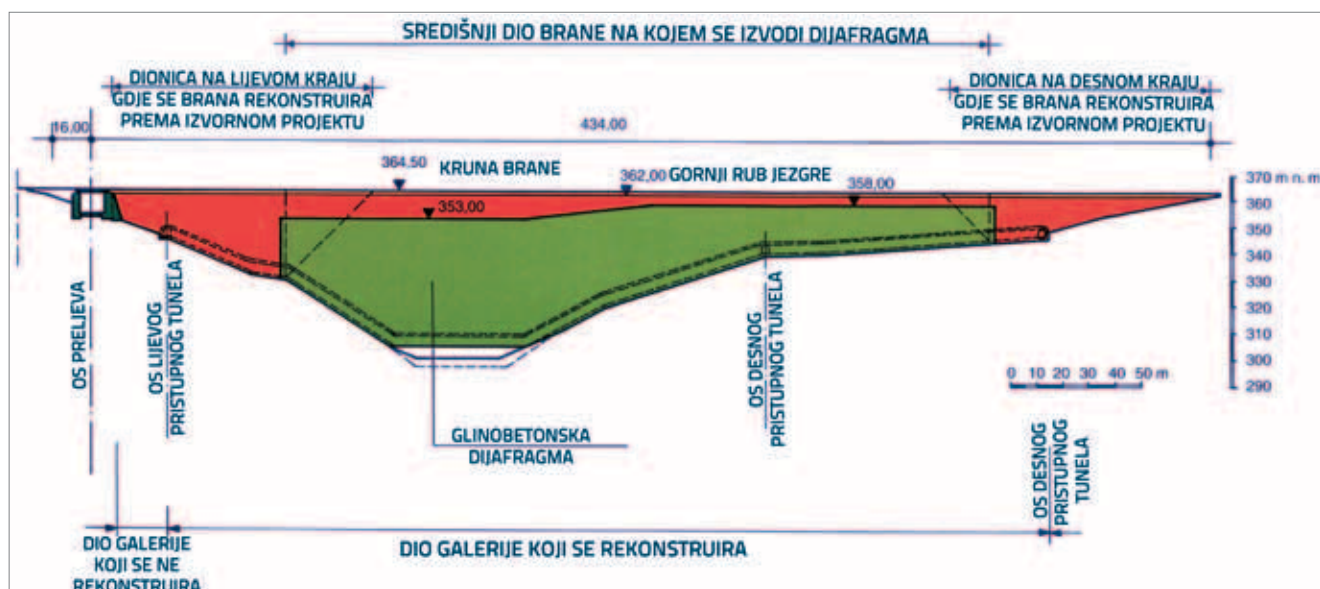 SREDIŠNJI DIO BRANE NA KOJEM SE IZVODI DIJAFRAGMA
DIONICA NA LIJEVOM KRAJU
GDJE SE BRANA REKONSTRUIRA
PREMA IZVORNOM PROJEKTU
DIONICA NA DESNOM KRAJU
GDJE SE BRANA REKONSTRUIRA
PREMA IZVORNOM PROJEKTU
16,00
434,00
364,50
KRUNA BRANE
362,00
GORNJI RUB JEZGRE
358,00
353,00
370 m n. m
360
350
340
330
320
310
300
290
OS PRELJEVA
OS LIJEVOG
PRISTUPNOG TUNELA
OS DESNOG
PRISTUPNOG TUNELA
0 10 20 30 40 50 m
GLINOBETONSKA
DIJAFRAGMA
OS DESNOG
PRISTUPNOG
TUNELA
DIO GALERIJE
KOJI SE NE
REKONSTRUIRA
DIO GALERIJE KOJI SE REKONSTRUIRA